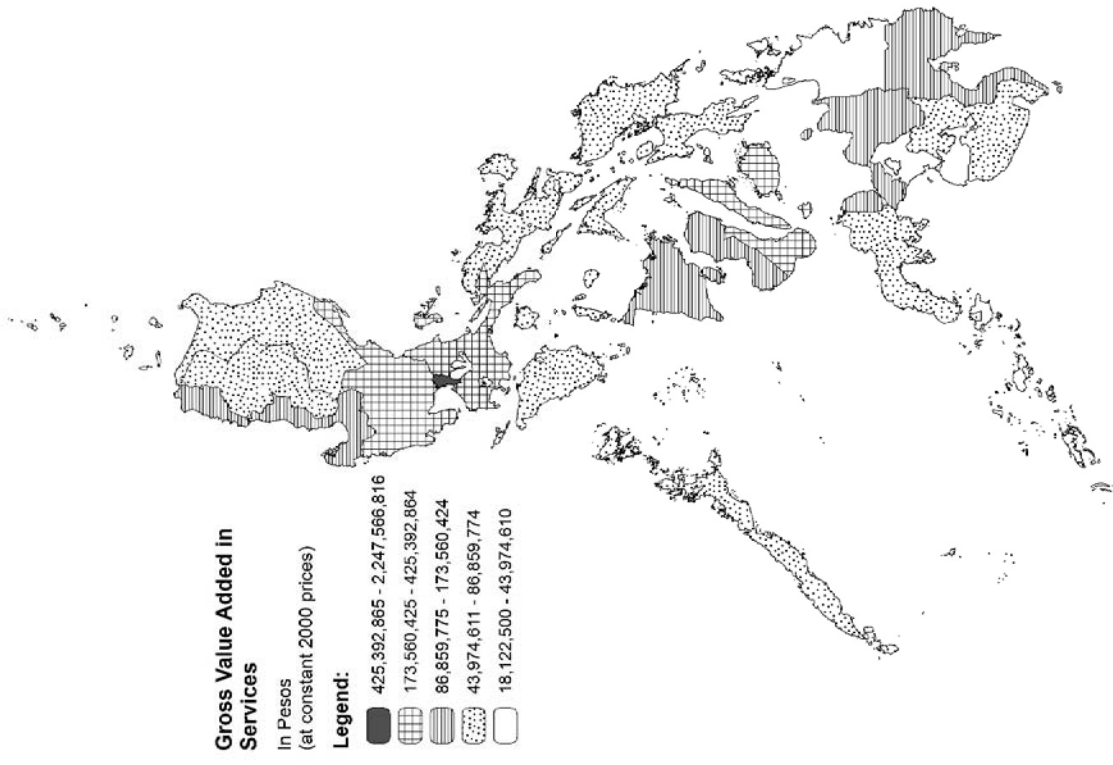 Gross Value Added in
Services
In Pesos
(at constant 2000 prices)
Legend:
425,392,865 - 2,247,566,816
173,560,425 - 425,392,864
86,859,775 - 173,560,424
43,974,611 - 86,859,774
18,122,500 - 43,974,610